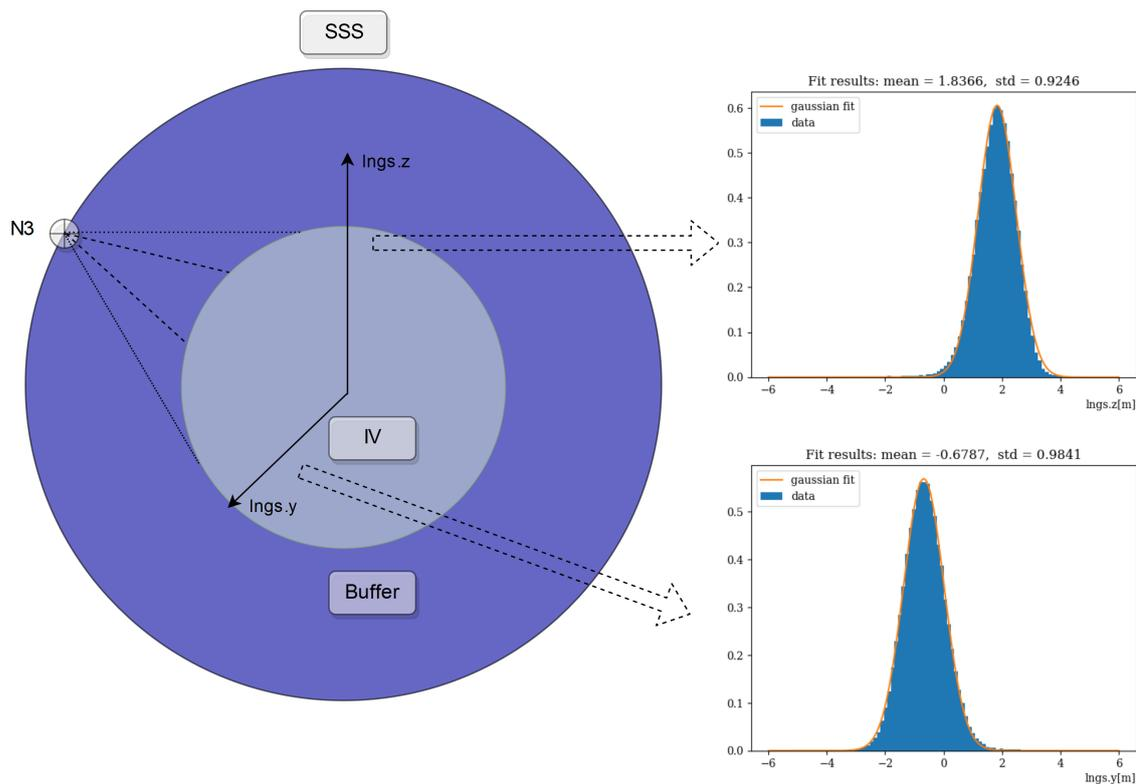 SSS
lngs.z
N3
IV
lngs.y
Buffer
Fit results: mean = 1.8366, std = 0.9246
gaussian fit
data
0.6
0.5
0.4
0.3
0.2
0.1
0.0
−6 −4 −2 0 2 4 6
lngs.z[m]
Fit results: mean = -0.6787, std = 0.9841
gaussian fit
data
0.5
0.4
0.3
0.2
0.1
0.0
−6 −4 −2 0 2 4 6
lngs.y[m]